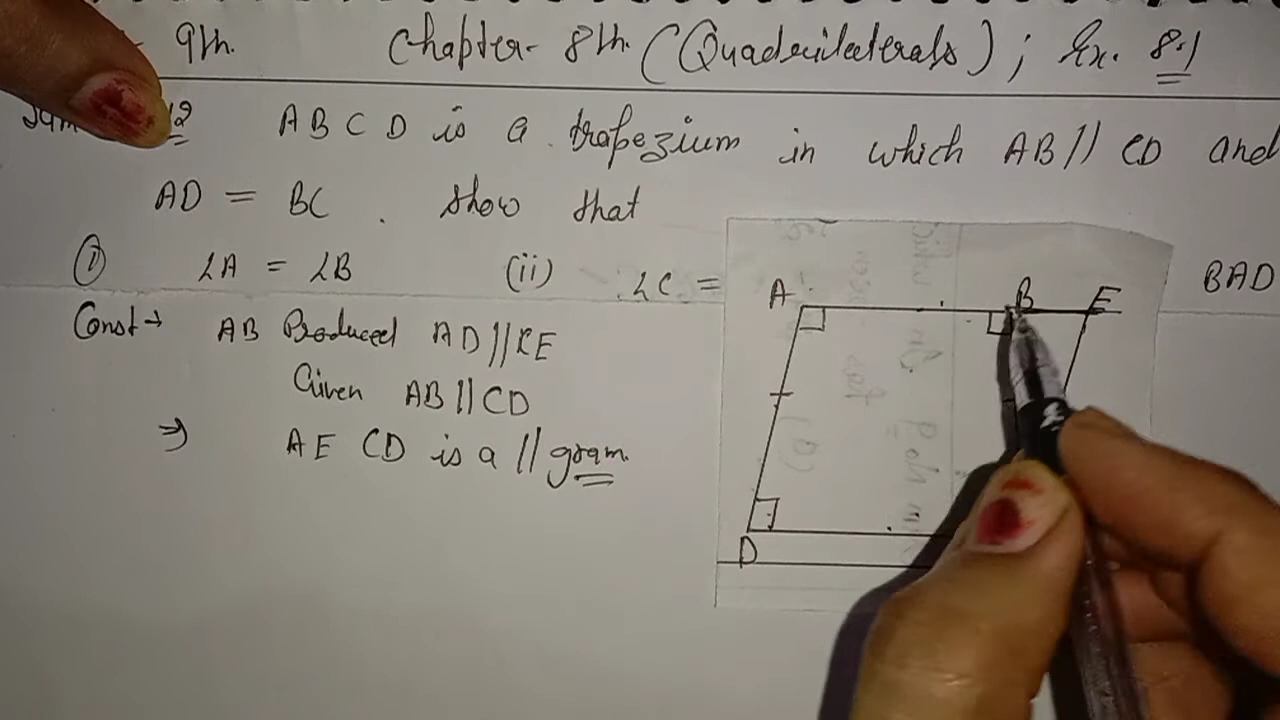 9th. Chapter- 8th. (Quadrilaterals) ; Ex. 8.1
12 ABCD is a trapezium in which AB // CD and
AD = BC . Show that
(i) ∠A = ∠B (ii) ∠C = BAD
Const → AB Produced AD // CE
Given AB // CD
⇒ AECD is a // gram.
A B E
D